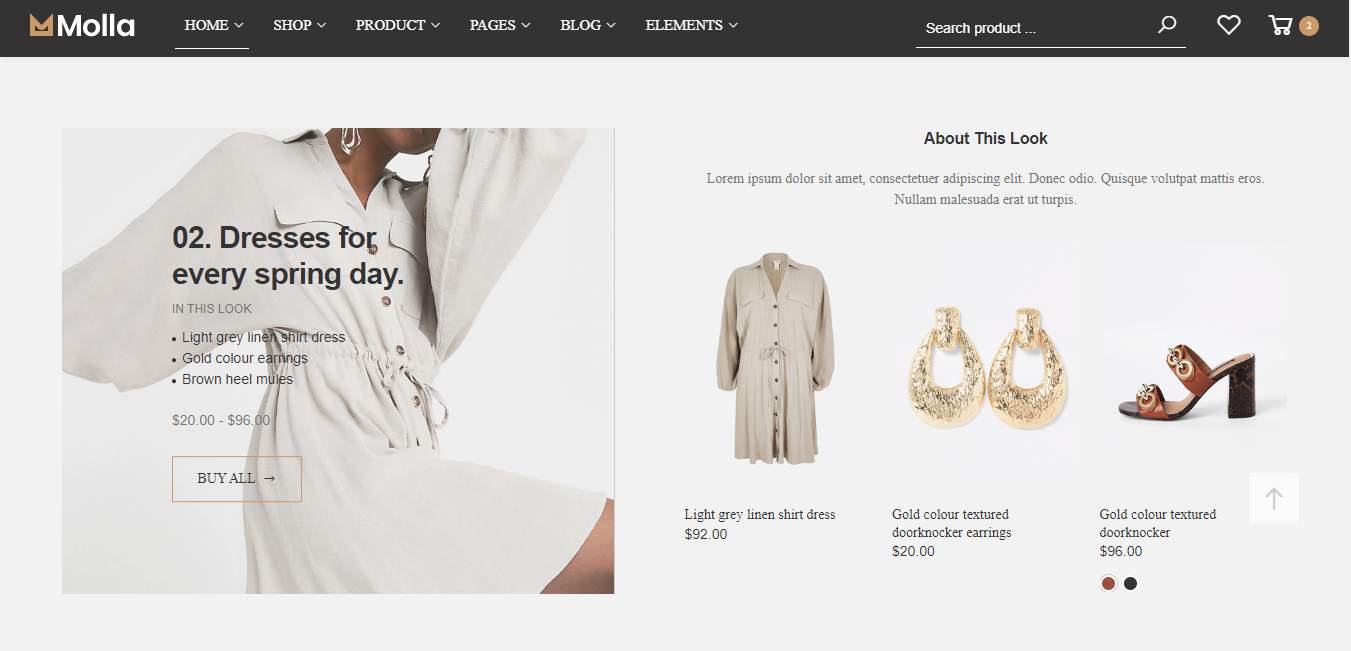 Molla
HOME
SHOP
PRODUCT
PAGES
BLOG
ELEMENTS
Search product ...
2
02. Dresses for
every spring day.
IN THIS LOOK
Light grey linen shirt dress
Gold colour earrings
Brown heel mules
$20.00 - $96.00
BUY ALL →
About This Look
Lorem ipsum dolor sit amet, consectetuer adipiscing elit. Donec odio. Quisque volutpat mattis eros.
Nullam malesuada erat ut turpis.
Light grey linen shirt dress
$92.00
Gold colour textured
doorknocker earrings
$20.00
Gold colour textured
doorknocker
$96.00